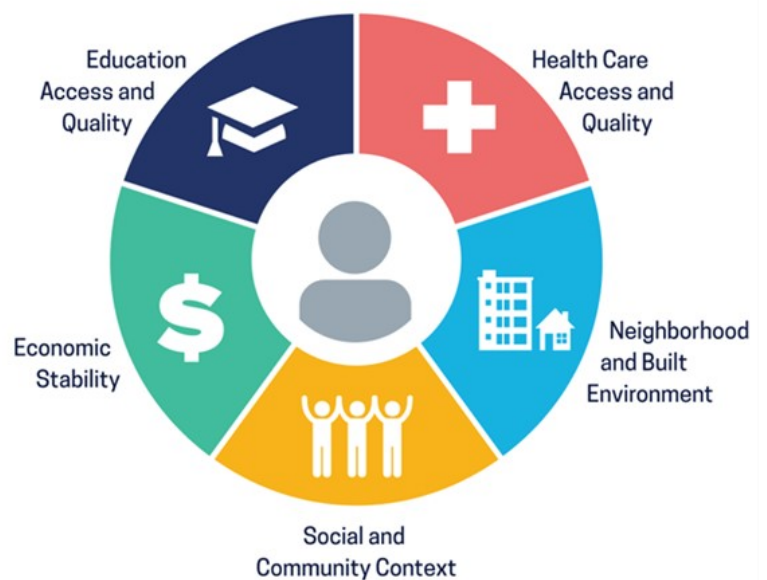 Education
Access and
Quality
Health Care
Access and
Quality
Neighborhood
and Built
Environment
Social and
Community Context
Economic
Stability
$